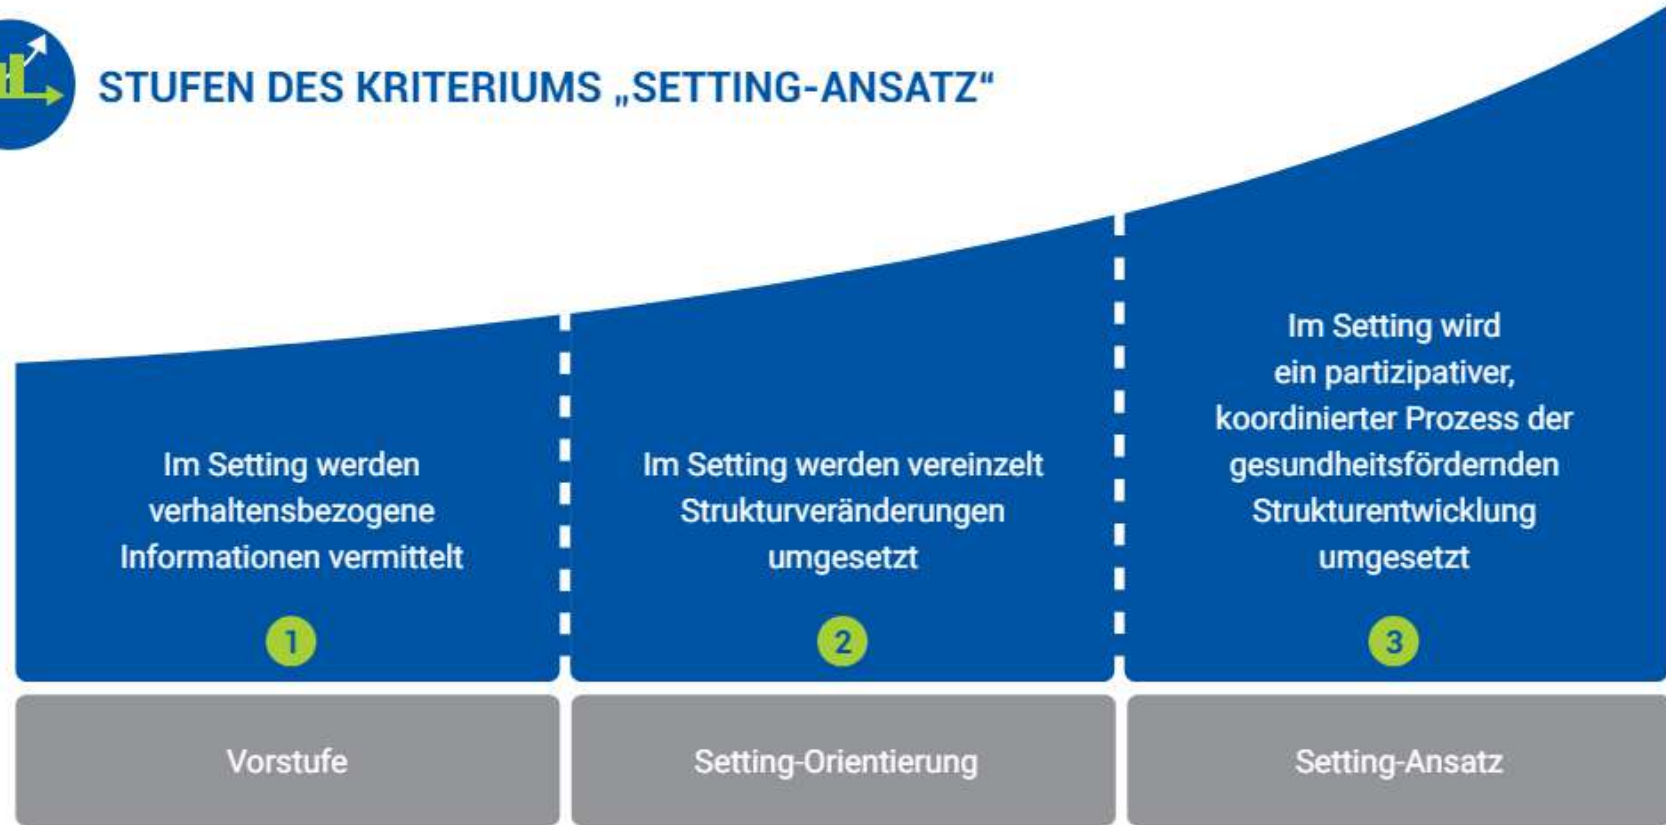 STUFEN DES KRITERIUMS „SETTING-ANSATZ“
Im Setting werden
verhaltensbezogene
Informationen vermittelt
1
Vorstufe
Im Setting werden vereinzelt
Strukturveränderungen
umgesetzt
2
Setting-Orientierung
Im Setting wird
ein partizipativer,
koordinierter Prozess der
gesundheitsfördernden
Strukturentwicklung
umgesetzt
3
Setting-Ansatz